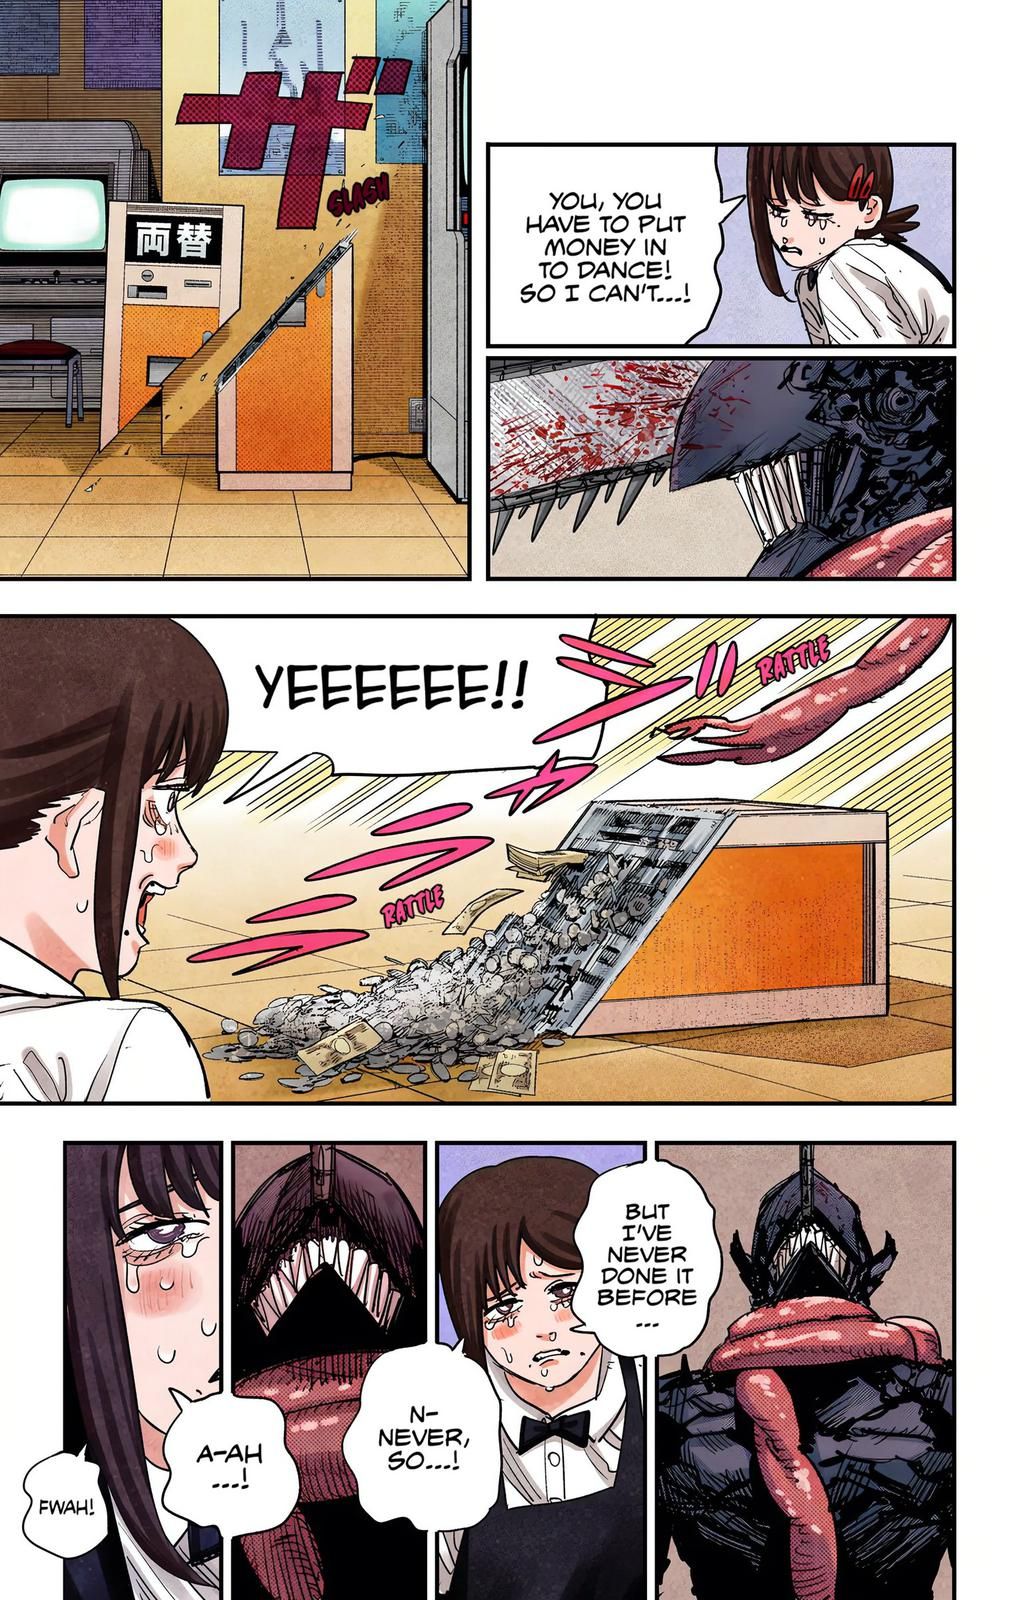 YOU, YOU
HAVE TO PUT
MONEY IN
TO DANCE!
SO I CAN'T...!
ザ
SLASH
両替
YEEEEEE!!
RATTLE
RATTLE
BUT
I'VE
NEVER
DONE IT
BEFORE
...
N-
NEVER,
SO...!
A-AH
...!
FWAH!